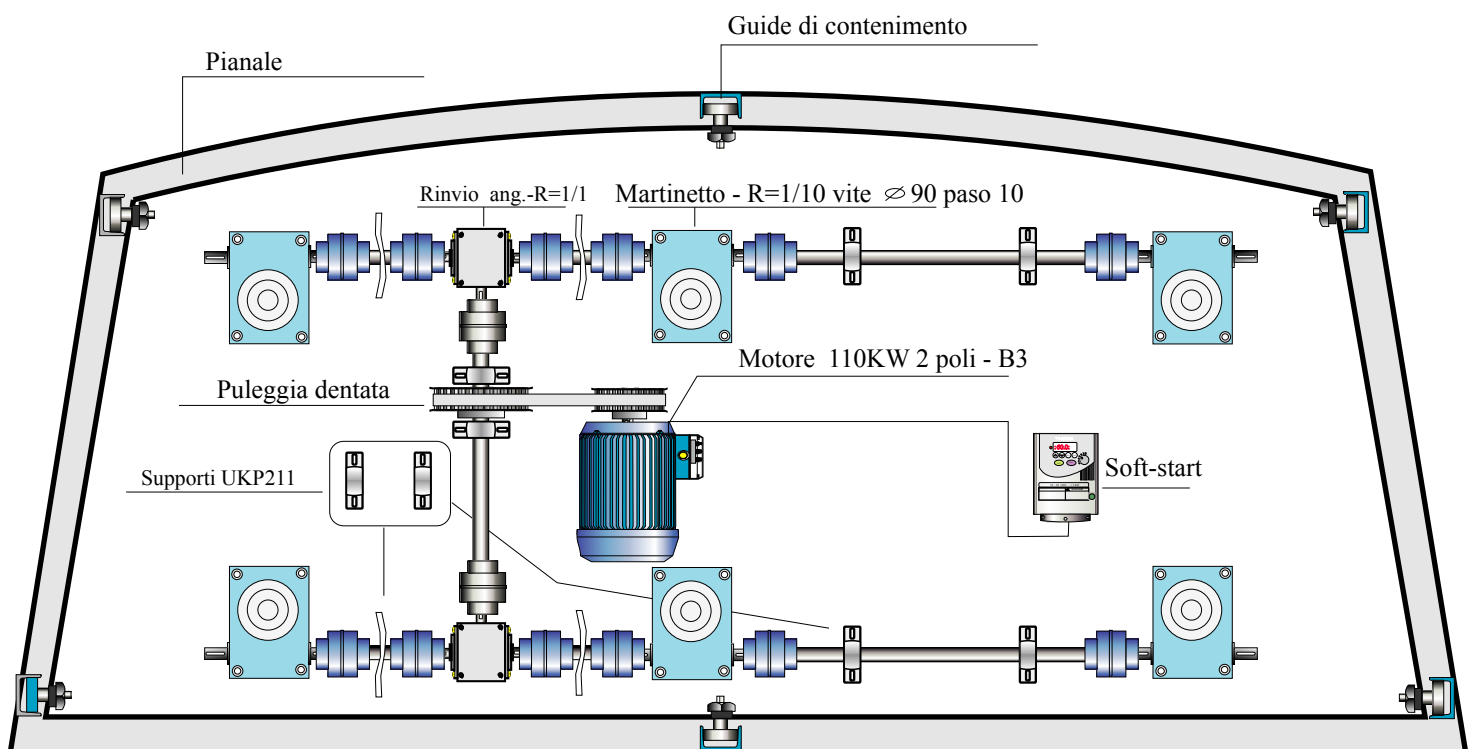 Guide di contenimento
Pianale
Rinvio ang.-R=1/1
Martinetto - R=1/10 vite ∅ 90 paso 10
Motore 110KW 2 poli - B3
Puleggia dentata
Supporti UKP211
Soft-start